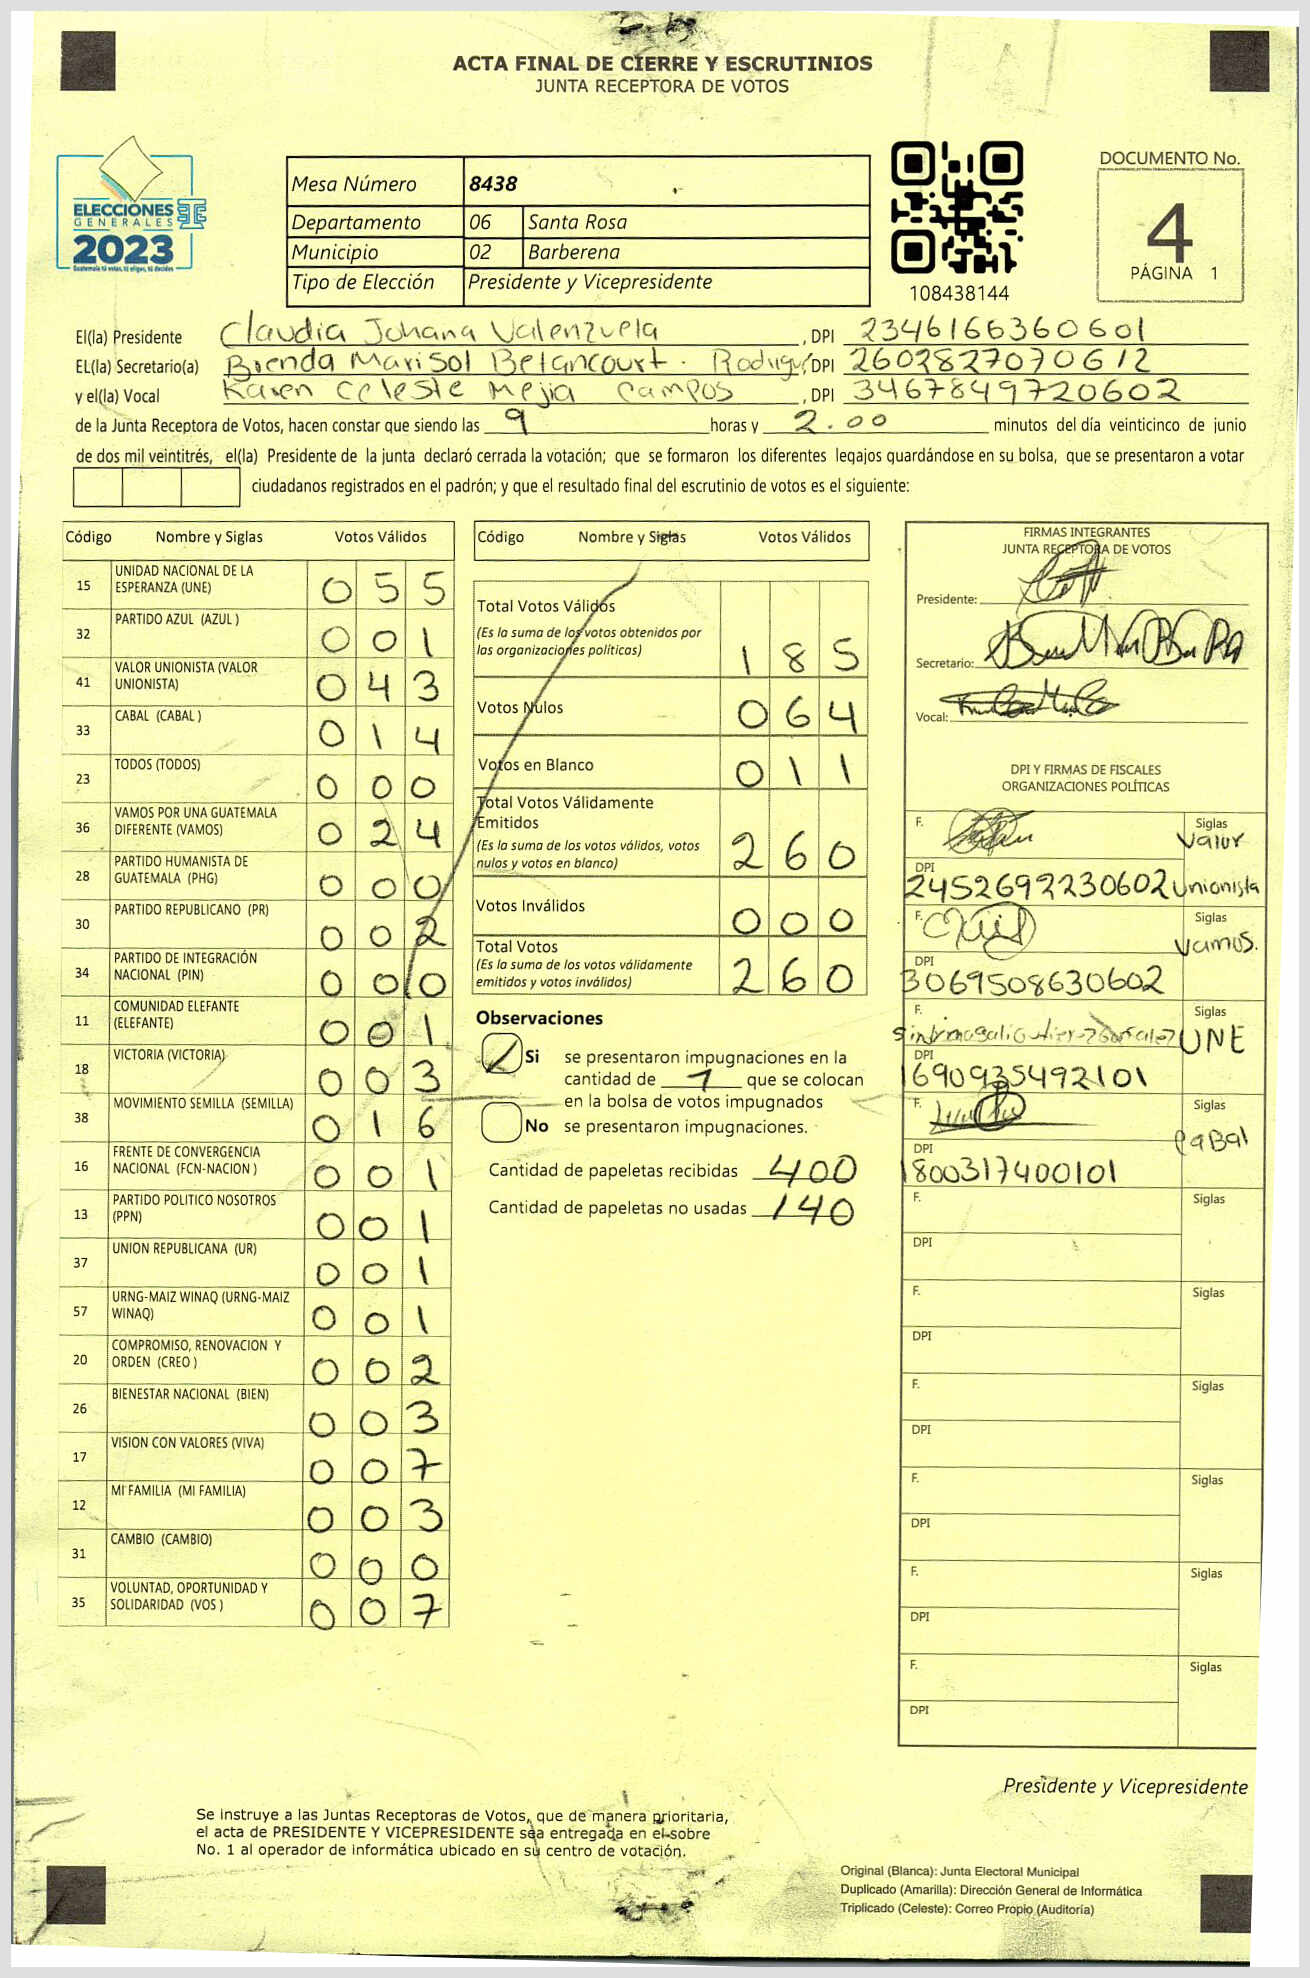 ACTA FINAL DE CIERRE Y ESCRUTINIOS
JUNTA RECEPTORA DE VOTOS
ELECCIONES
GENERALES
2023
Guatemala tú votas, tú eliges, tú decides
Mesa Número 8438
Departamento 06 Santa Rosa
Municipio 02 Barberena
Tipo de Elección Presidente y Vicepresidente
108438144
DOCUMENTO No.
4
PÁGINA 1
El(la) Presidente Claudia Johana Valenzuela , DPI 2346166360601
EL(la) Secretario(a) Brenda Marisol Betancourt. Rodrigu , DPI 2602827070612
y el(la) Vocal Karen Celeste Mejia Campos , DPI 3467849720602
de la Junta Receptora de Votos, hacen constar que siendo las 9 horas y 2.00 minutos del día veinticinco de junio
de dos mil veintitrés, el(la) Presidente de la junta declaró cerrada la votación; que se formaron los diferentes legajos guardándose en su bolsa, que se presentaron a votar
ciudadanos registrados en el padrón; y que el resultado final del escrutinio de votos es el siguiente:
Código Nombre y Siglas Votos Válidos
15 UNIDAD NACIONAL DE LA ESPERANZA (UNE) 055
32 PARTIDO AZUL (AZUL ) 001
41 VALOR UNIONISTA (VALOR UNIONISTA) 043
33 CABAL (CABAL ) 014
23 TODOS (TODOS) 000
36 VAMOS POR UNA GUATEMALA DIFERENTE (VAMOS) 024
28 PARTIDO HUMANISTA DE GUATEMALA (PHG) 000
30 PARTIDO REPUBLICANO (PR) 002
34 PARTIDO DE INTEGRACIÓN NACIONAL (PIN) 000
11 COMUNIDAD ELEFANTE (ELEFANTE) 001
18 VICTORIA (VICTORIA) 003
38 MOVIMIENTO SEMILLA (SEMILLA) 016
16 FRENTE DE CONVERGENCIA NACIONAL (FCN-NACION ) 001
13 PARTIDO POLITICO NOSOTROS (PPN) 001
37 UNION REPUBLICANA (UR) 001
57 URNG-MAIZ WINAQ (URNG-MAIZ WINAQ) 001
20 COMPROMISO, RENOVACION Y ORDEN (CREO ) 002
26 BIENESTAR NACIONAL (BIEN) 003
17 VISION CON VALORES (VIVA) 007
12 MI FAMILIA (MI FAMILIA) 003
31 CAMBIO (CAMBIO) 000
35 VOLUNTAD, OPORTUNIDAD Y SOLIDARIDAD (VOS ) 007
Código Nombre y Siglas Votos Válidos
Total Votos Válidos
(Es la suma de los votos obtenidos por
las organizaciones políticas) 185
Votos Nulos 064
Votos en Blanco 011
Total Votos Válidamente
Emitidos
(Es la suma de los votos válidos, votos
nulos y votos en blanco) 260
Votos Inválidos 000
Total Votos
(Es la suma de los votos válidamente
emitidos y votos inválidos) 260
Observaciones
Si se presentaron impugnaciones en la
cantidad de 1 que se colocan
en la bolsa de votos impugnados
No se presentaron impugnaciones.
Cantidad de papeletas recibidas 400
Cantidad de papeletas no usadas 140
FIRMAS INTEGRANTES
JUNTA RECEPTORA DE VOTOS
Presidente:
Secretario:
Vocal:
DPI Y FIRMAS DE FISCALES
ORGANIZACIONES POLÍTICAS
F. Siglas Valor
DPI 2452692230602 Unionista
F. Siglas Vamos.
DPI 3069508630602
F. Siglas UNE
DPI 1690935492101
F. Siglas CaBal
DPI 1800317400101
F. Siglas
DPI
F. Siglas
DPI
F. Siglas
DPI
F. Siglas
DPI
F. Siglas
DPI
F. Siglas
DPI
Presidente y Vicepresidente
Se instruye a las Juntas Receptoras de Votos, que de manera prioritaria,
el acta de PRESIDENTE Y VICEPRESIDENTE sea entregada en el sobre
No. 1 al operador de informática ubicado en su centro de votación.
Original (Blanca): Junta Electoral Municipal
Duplicado (Amarilla): Dirección General de Informática
Triplicado (Celeste): Correo Propio (Auditoría)